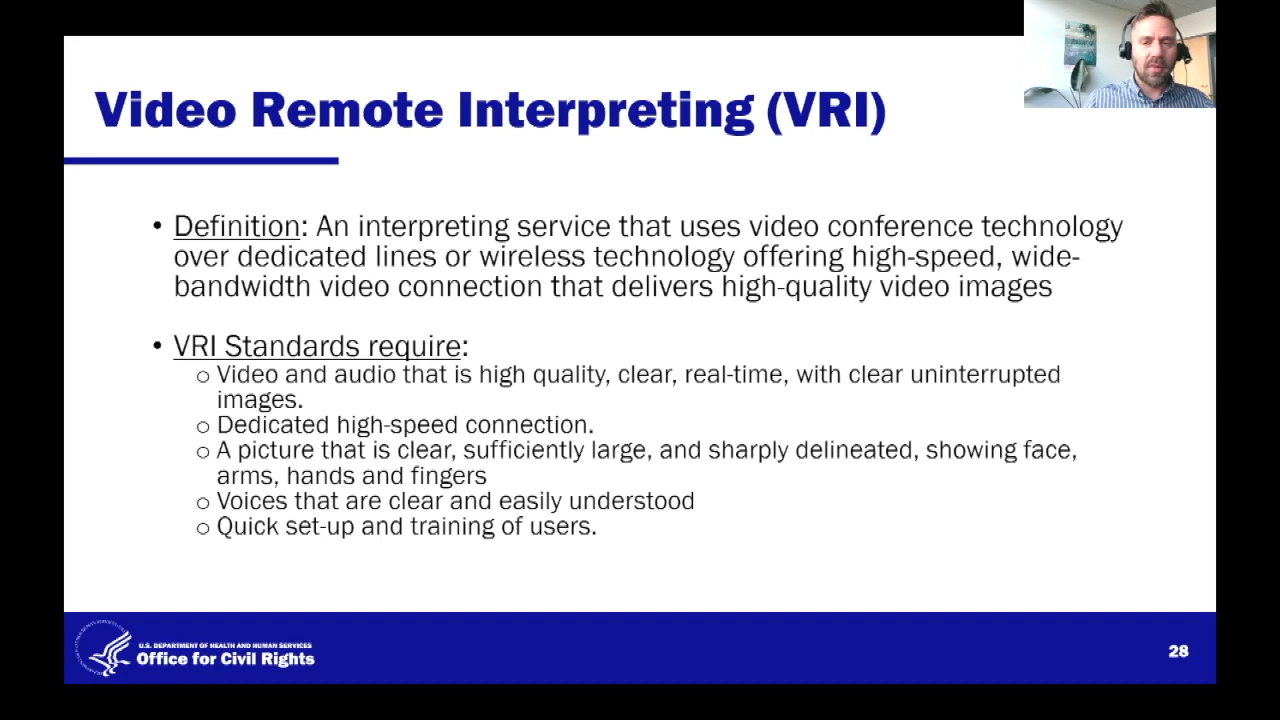 Video Remote Interpreting (VRI)
• Definition: An interpreting service that uses video conference technology
over dedicated lines or wireless technology offering high-speed, wide-
bandwidth video connection that delivers high-quality video images
• VRI Standards require:
o Video and audio that is high quality, clear, real-time, with clear uninterrupted
images.
o Dedicated high-speed connection.
o A picture that is clear, sufficiently large, and sharply delineated, showing face,
arms, hands and fingers
o Voices that are clear and easily understood
o Quick set-up and training of users.
U.S. DEPARTMENT OF HEALTH AND HUMAN SERVICES
Office for Civil Rights
28